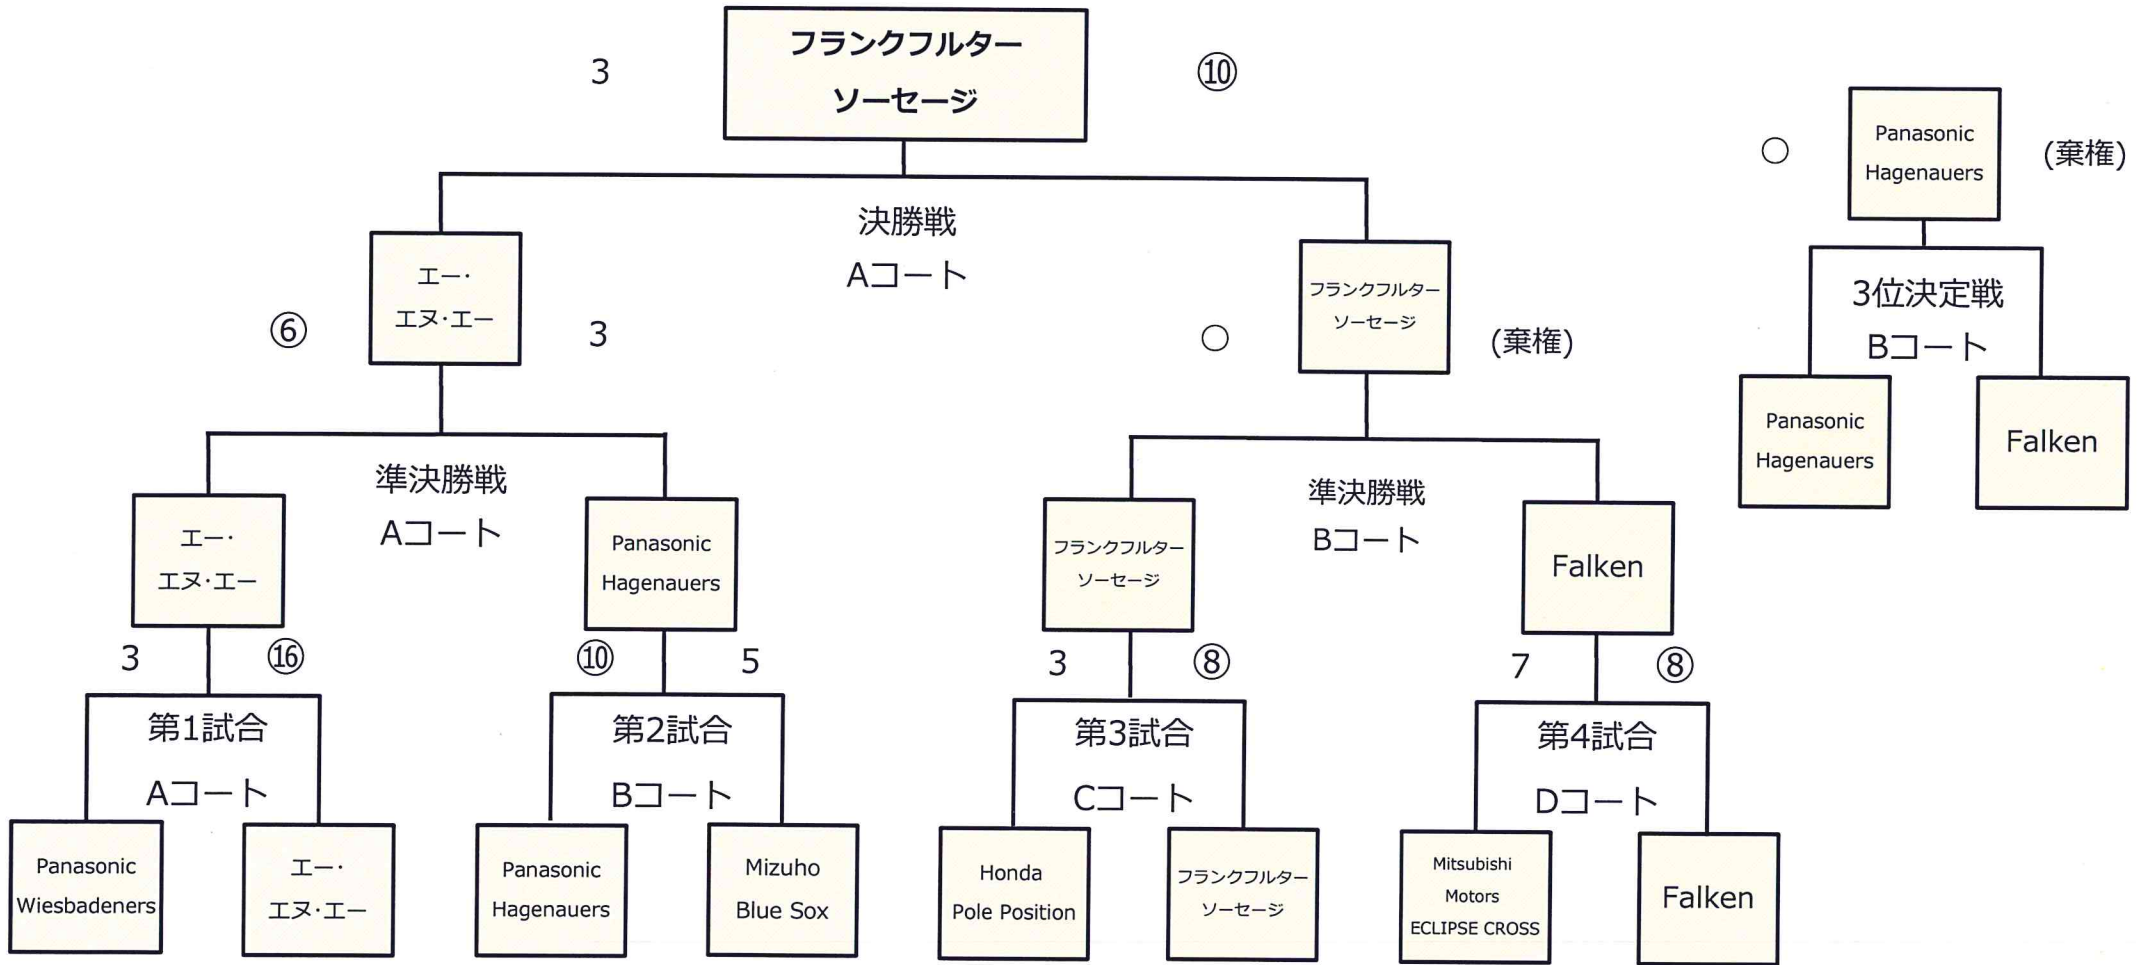 フランクフルター
ソーセージ
3
⑩
Panasonic
Hagenauers
○
(棄権)
決勝戦
Aコート
3位決定戦
Bコート
Panasonic
Hagenauers
Falken
エー・
エヌ・エー
⑥
3
フランクフルター
ソーセージ
○
(棄権)
準決勝戦
Aコート
準決勝戦
Bコート
エー・
エヌ・エー
Panasonic
Hagenauers
フランクフルター
ソーセージ
Falken
3
⑯
⑩
5
3
⑧
7
⑧
第1試合
Aコート
第2試合
Bコート
第3試合
Cコート
第4試合
Dコート
Panasonic
Wiesbadeners
エー・
エヌ・エー
Panasonic
Hagenauers
Mizuho
Blue Sox
Honda
Pole Position
フランクフルター
ソーセージ
Mitsubishi
Motors
ECLIPSE CROSS
Falken